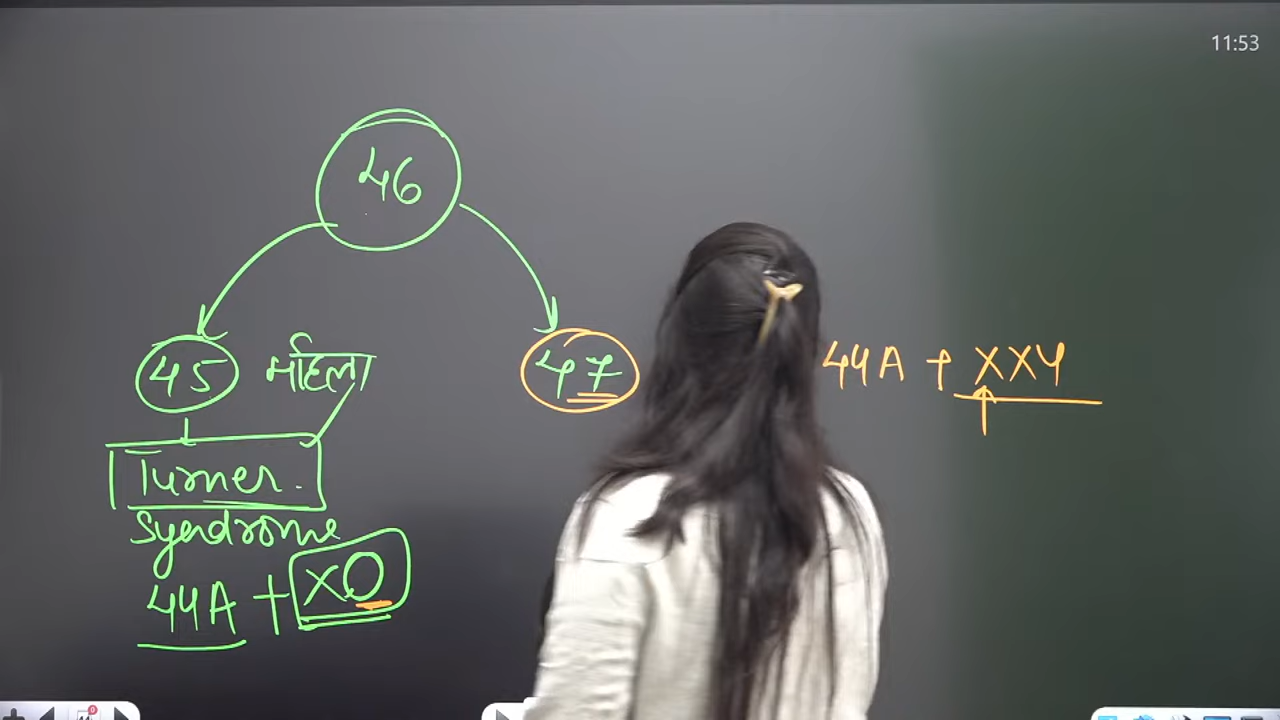 11:53
46
45 महिला
47
44A + XXY
Turner.
Syndrome
44A + XO